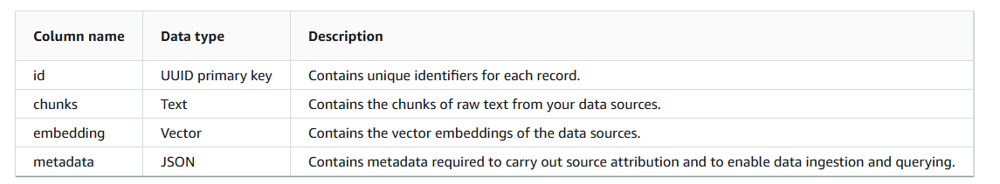 Column name Data type Description
id UUID primary key Contains unique identifiers for each record.
chunks Text Contains the chunks of raw text from your data sources.
embedding Vector Contains the vector embeddings of the data sources.
metadata JSON Contains metadata required to carry out source attribution and to enable data ingestion and querying.